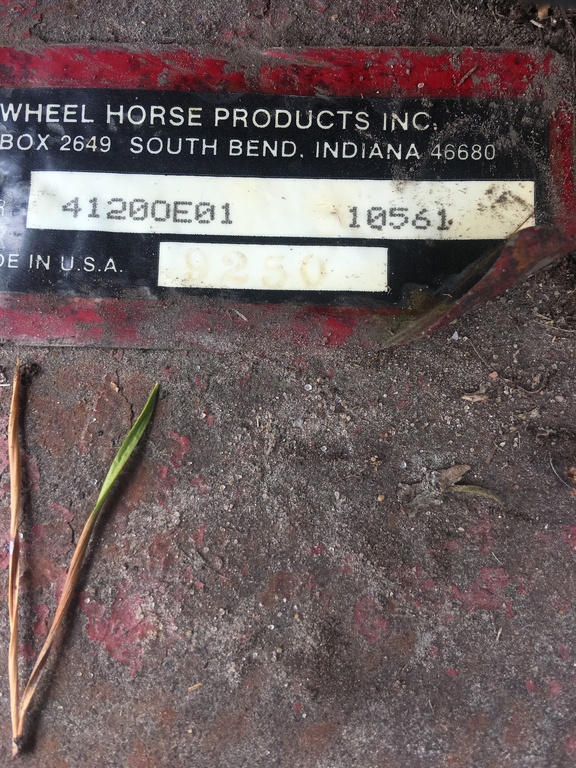 WHEEL HORSE PRODUCTS INC.
BOX 2649 SOUTH BEND, INDIANA 46680
R 41200E01 10561
DE IN U.S.A. 9250